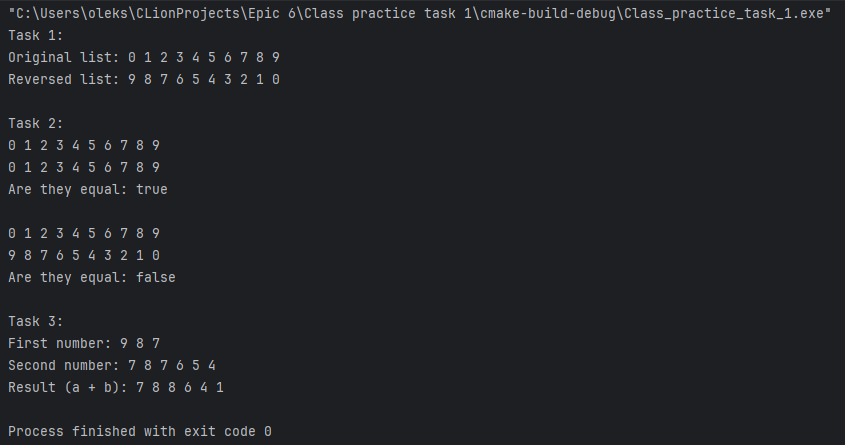 "C:\Users\oleks\CLionProjects\Epic 6\Class practice task 1\cmake-build-debug\Class_practice_task_1.exe"
Task 1:
Original list: 0 1 2 3 4 5 6 7 8 9
Reversed list: 9 8 7 6 5 4 3 2 1 0
Task 2:
0 1 2 3 4 5 6 7 8 9
0 1 2 3 4 5 6 7 8 9
Are they equal: true
0 1 2 3 4 5 6 7 8 9
9 8 7 6 5 4 3 2 1 0
Are they equal: false
Task 3:
First number: 9 8 7
Second number: 7 8 7 6 5 4
Result (a + b): 7 8 8 6 4 1
Process finished with exit code 0